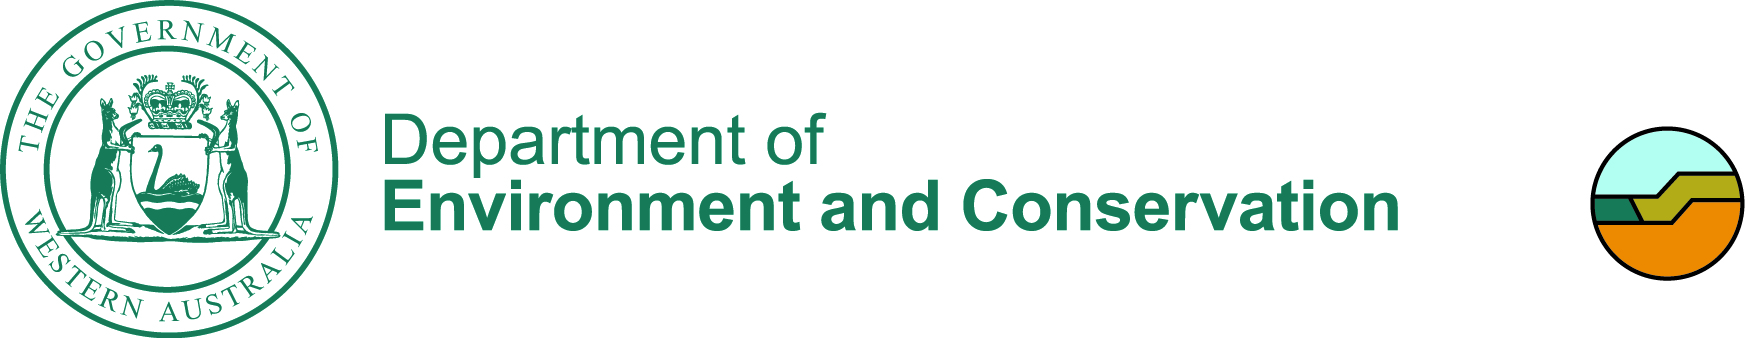 THE GOVERNMENT OF
WESTERN AUSTRALIA
Department of
Environment and Conservation